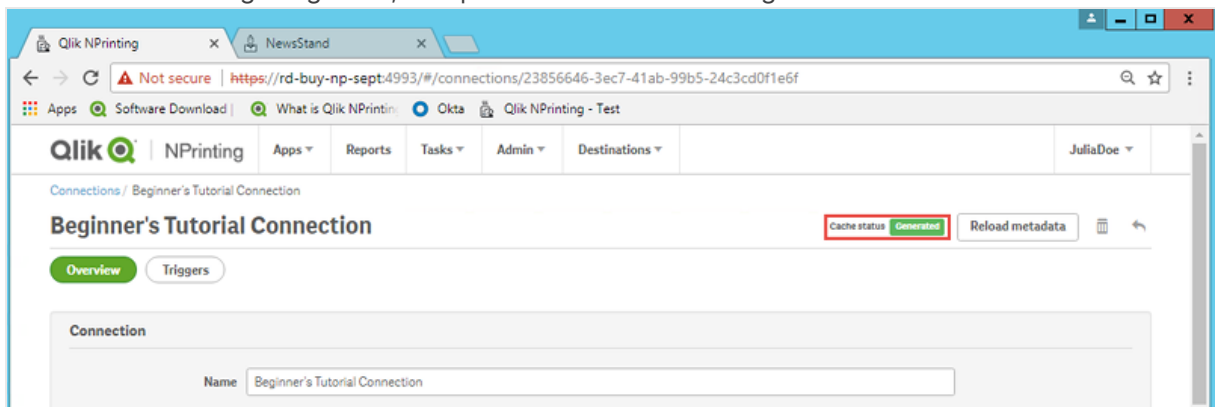 Qlik NPrinting
NewsStand
Not secure | https://rd-buy-np-sept:4993/#/connections/23856646-3ec7-41ab-99b5-24c3cd0f1e6f
Apps Software Download | What is Qlik NPrinting Okta Qlik NPrinting - Test
Qlik NPrinting Apps Reports Tasks Admin Destinations JuliaDoe
Connections / Beginner's Tutorial Connection
Beginner's Tutorial Connection Cache status Generated Reload metadata
Overview Triggers
Connection
Name Beginner's Tutorial Connection